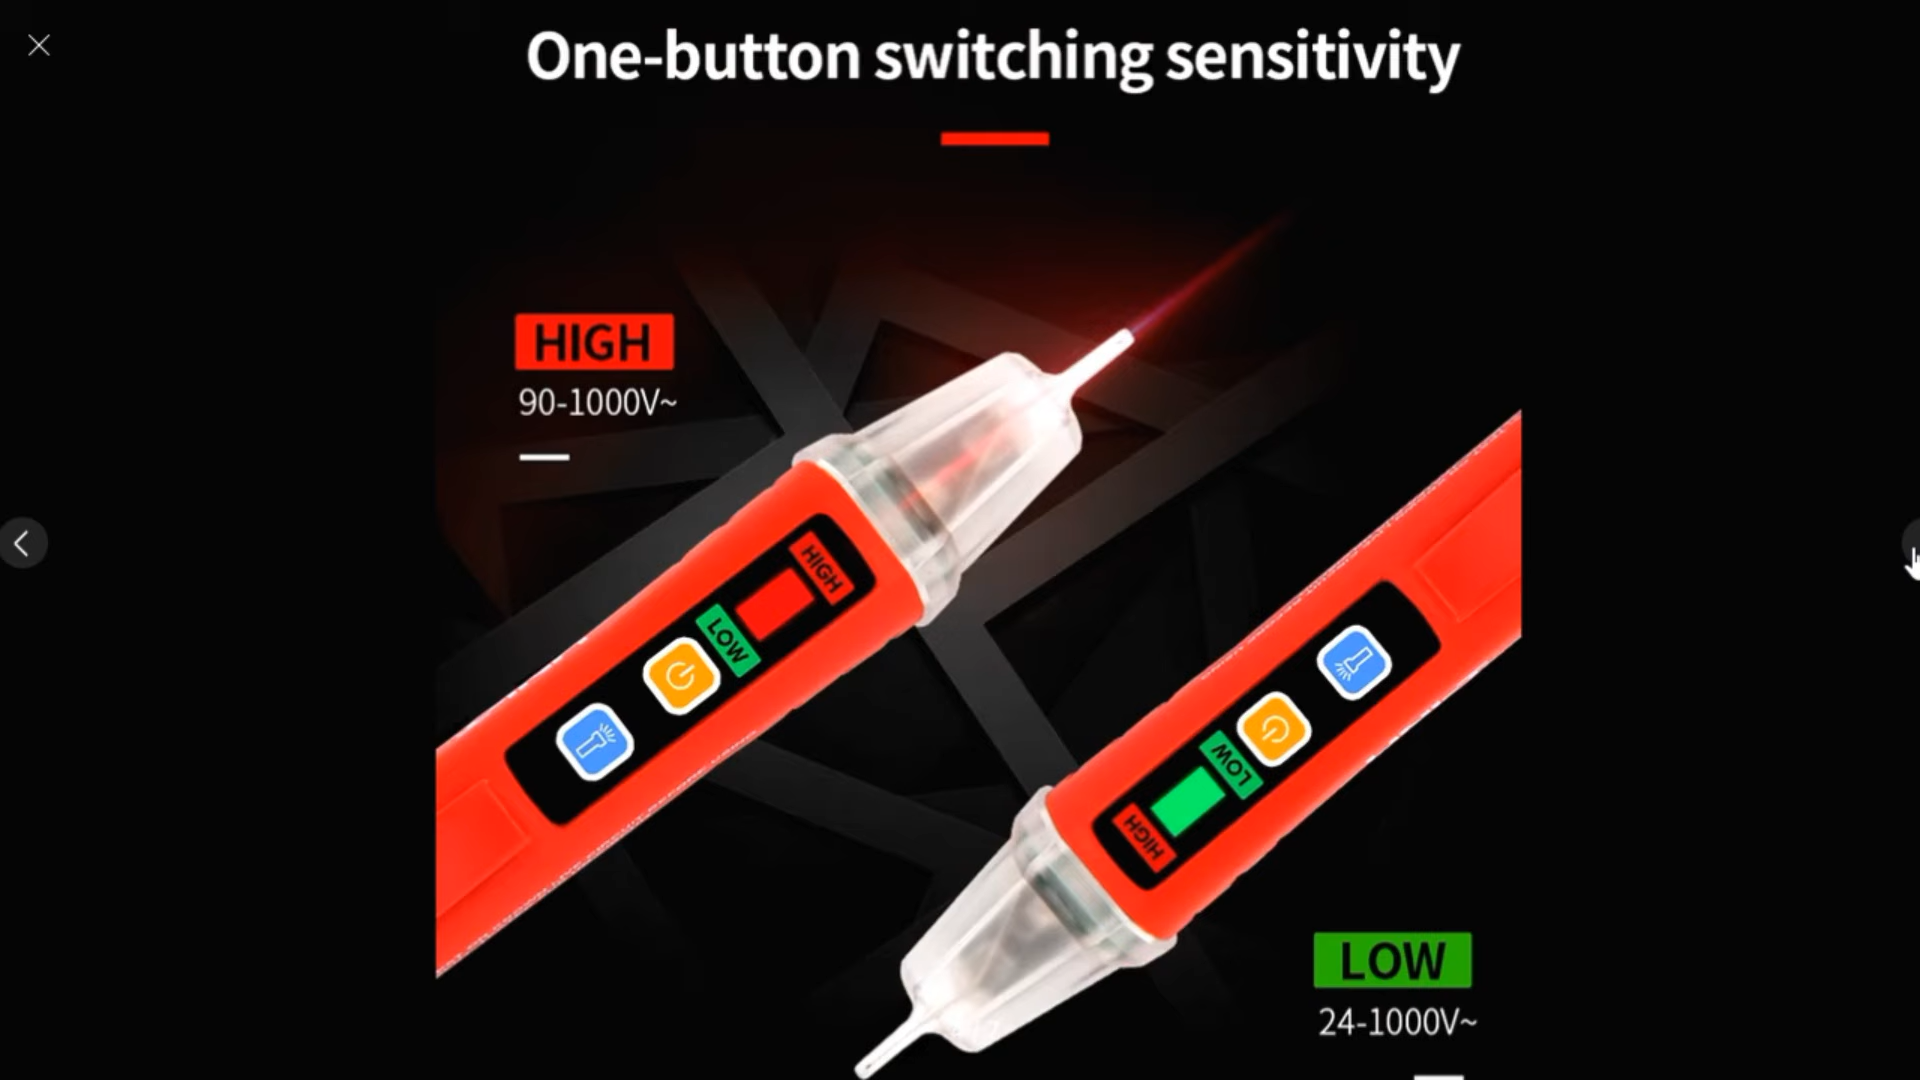 One-button switching sensitivity
HIGH
90-1000V~
HIGH
LOW
LOW
HIGH
LOW
24-1000V~